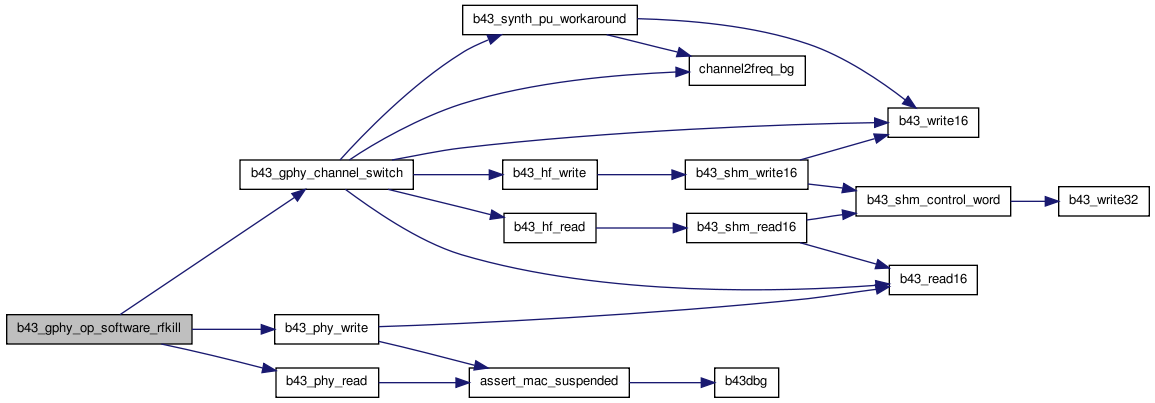 b43_synth_pu_workaround
channel2freq_bg
b43_write16
b43_gphy_channel_switch
b43_hf_write
b43_shm_write16
b43_shm_control_word
b43_write32
b43_hf_read
b43_shm_read16
b43_read16
b43_gphy_op_software_rfkill
b43_phy_write
b43_phy_read
assert_mac_suspended
b43dbg